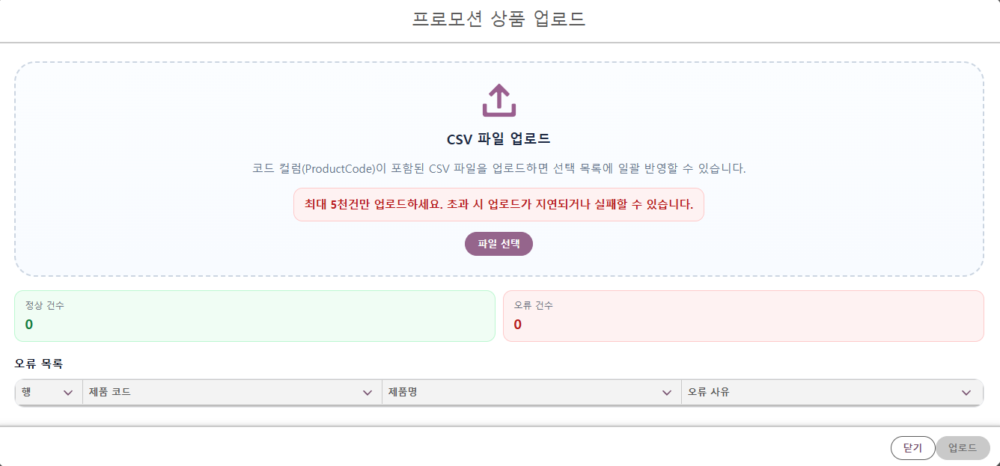 프로모션 상품 업로드
CSV 파일 업로드
코드 컬럼(ProductCode)이 포함된 CSV 파일을 업로드하면 선택 목록에 일괄 반영할 수 있습니다.
최대 5천건만 업로드하세요. 초과 시 업로드가 지연되거나 실패할 수 있습니다.
파일 선택
정상 건수
0
오류 건수
0
오류 목록
행 제품 코드 제품명 오류 사유
닫기 업로드